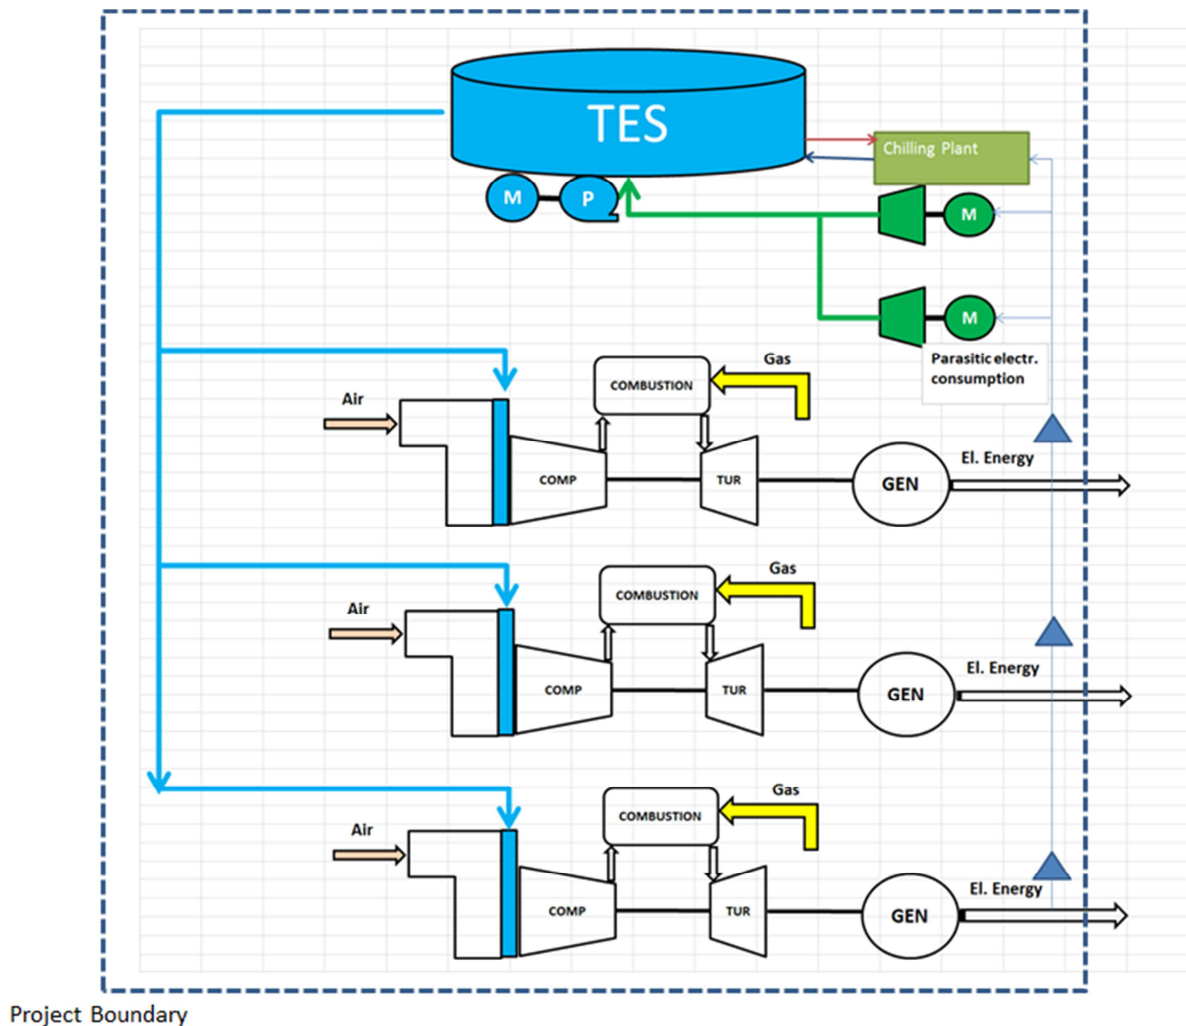 TES
Chilling Plant
M
P
M
M
Parasitic electr.
consumption
Gas
COMBUSTION
Air
El. Energy
COMP
TUR
GEN
Gas
COMBUSTION
Air
El. Energy
COMP
TUR
GEN
Gas
COMBUSTION
Air
El. Energy
COMP
TUR
GEN
Project Boundary